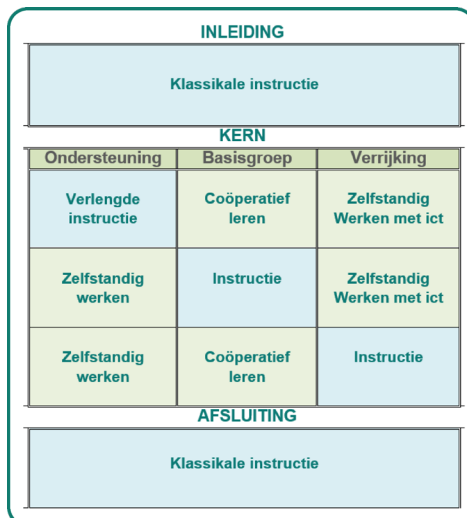 INLEIDING
Klassikale instructie
KERN
Ondersteuning Basisgroep Verrijking
Verlengde instructie
Coöperatief leren
Zelfstandig Werken met ict
Zelfstandig werken
Instructie
Zelfstandig Werken met ict
Zelfstandig werken
Coöperatief leren
Instructie
AFSLUITING
Klassikale instructie